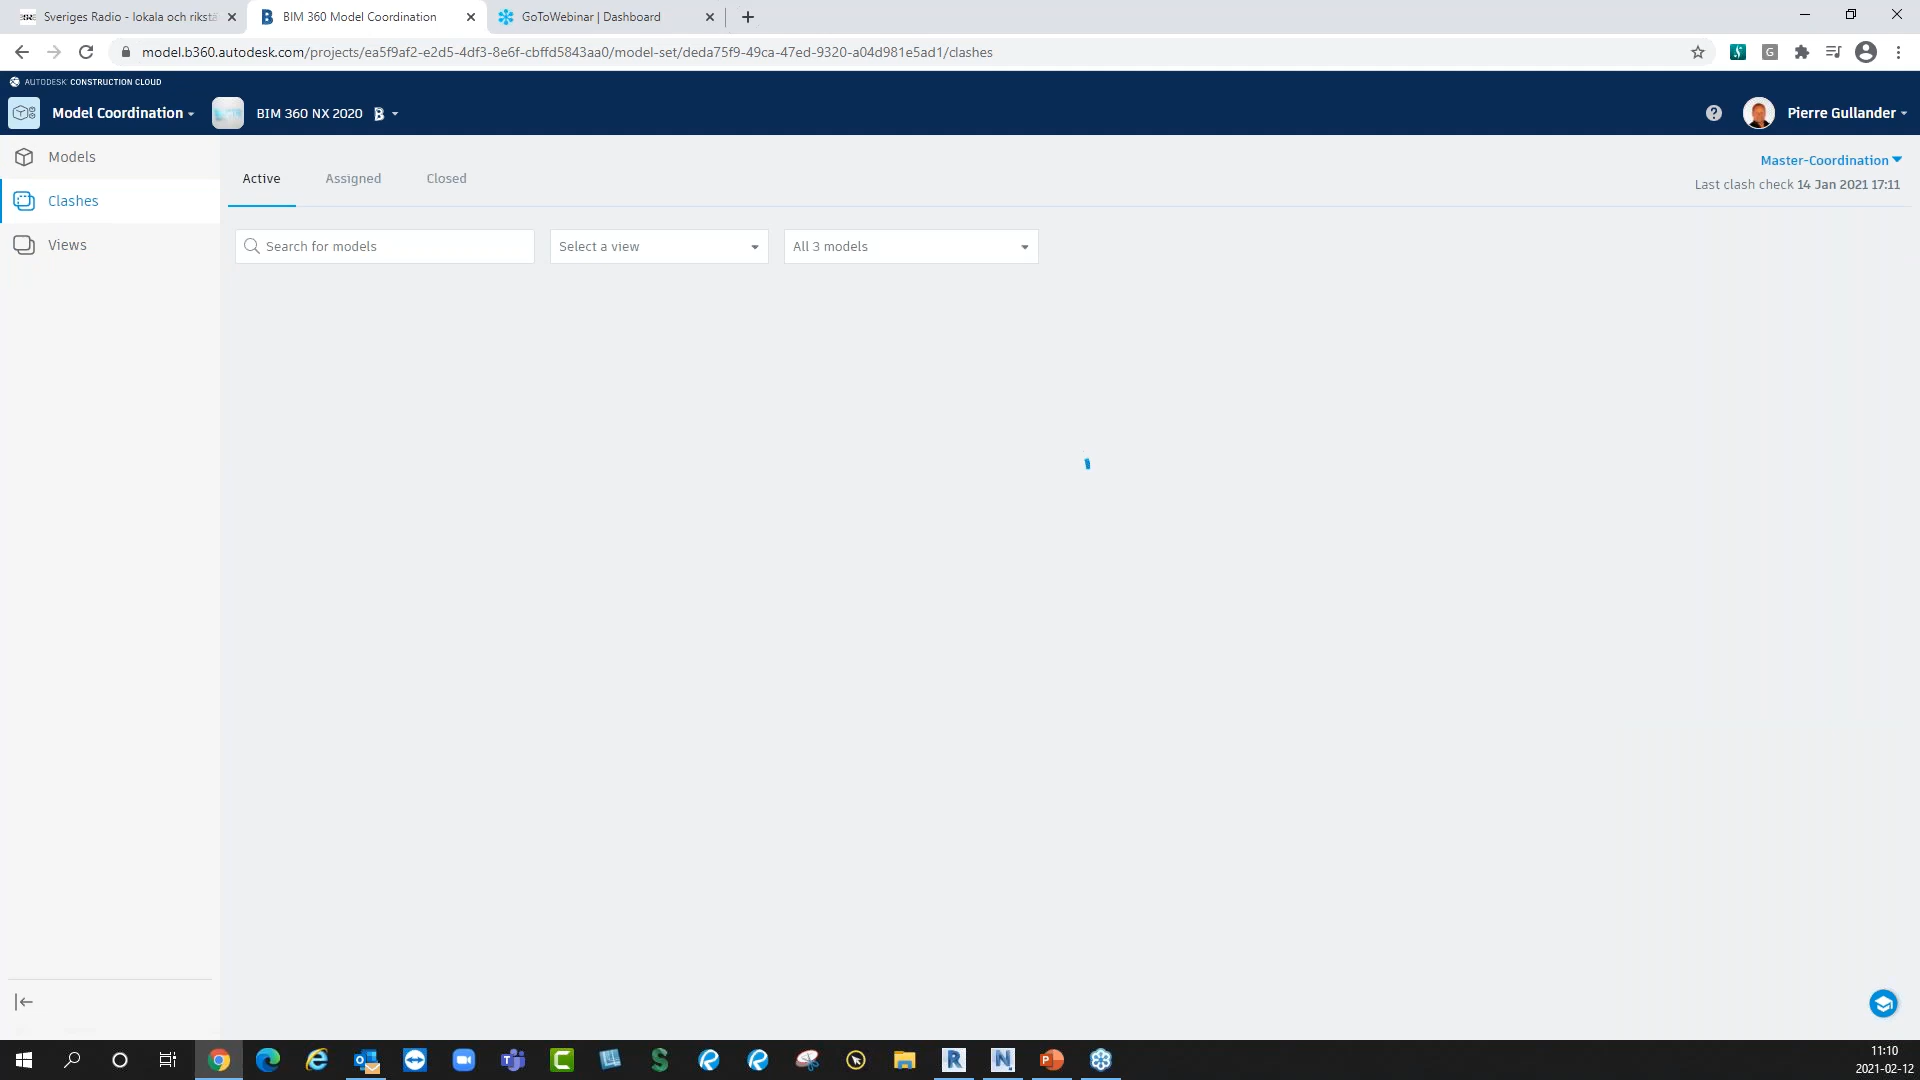 Sveriges Radio - lokala och rikstä
BIM 360 Model Coordination
GoToWebinar | Dashboard
model.b360.autodesk.com/projects/ea5f9af2-e2d5-4df3-8e6f-cbffd5843aa0/model-set/deda75f9-49ca-47ed-9320-a04d981e5ad1/clashes
AUTODESK CONSTRUCTION CLOUD
Model Coordination
BIM 360 NX 2020
Pierre Gullander
Models
Clashes
Views
Active
Assigned
Closed
Master-Coordination
Last clash check 14 Jan 2021 17:11
Search for models
Select a view
All 3 models
11:10
2021-02-12